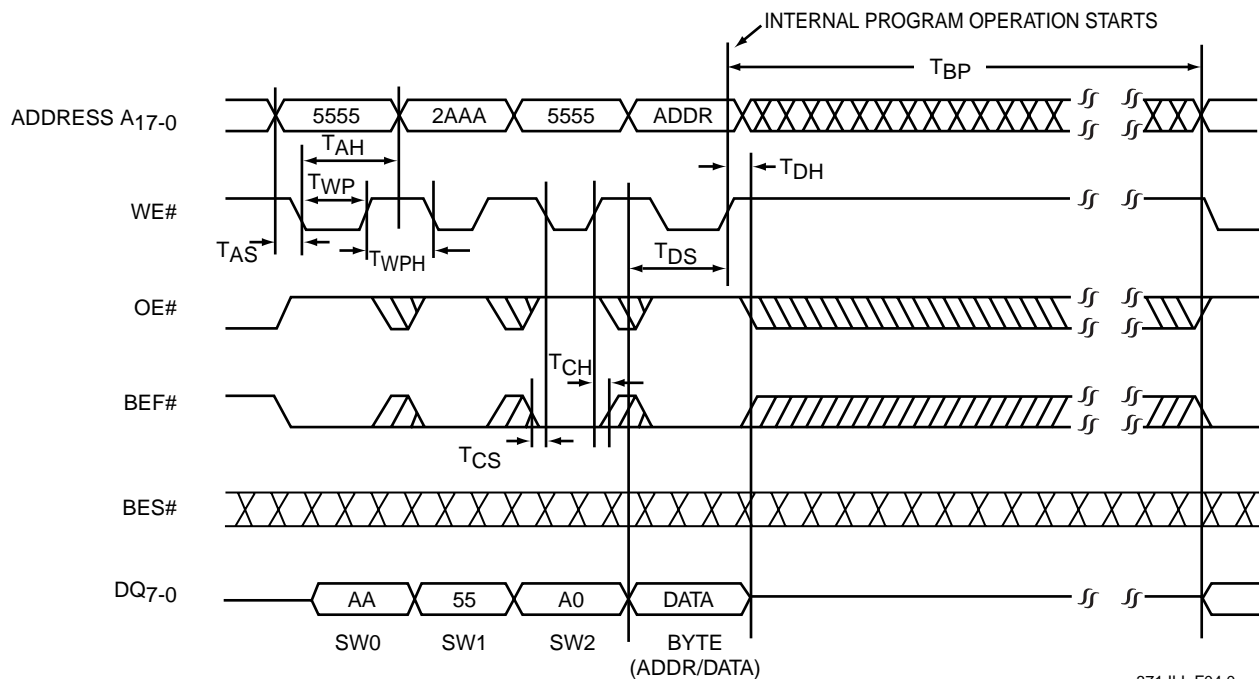 INTERNAL PROGRAM OPERATION STARTS
TBP
ADDRESS A17-0
5555
2AAA
5555
ADDR
TAH
TDH
TWP
WE#
TAS
TWPH
TDS
OE#
TCH
BEF#
TCS
BES#
DQ7-0
AA
55
A0
DATA
SW0
SW1
SW2
BYTE
(ADDR/DATA)